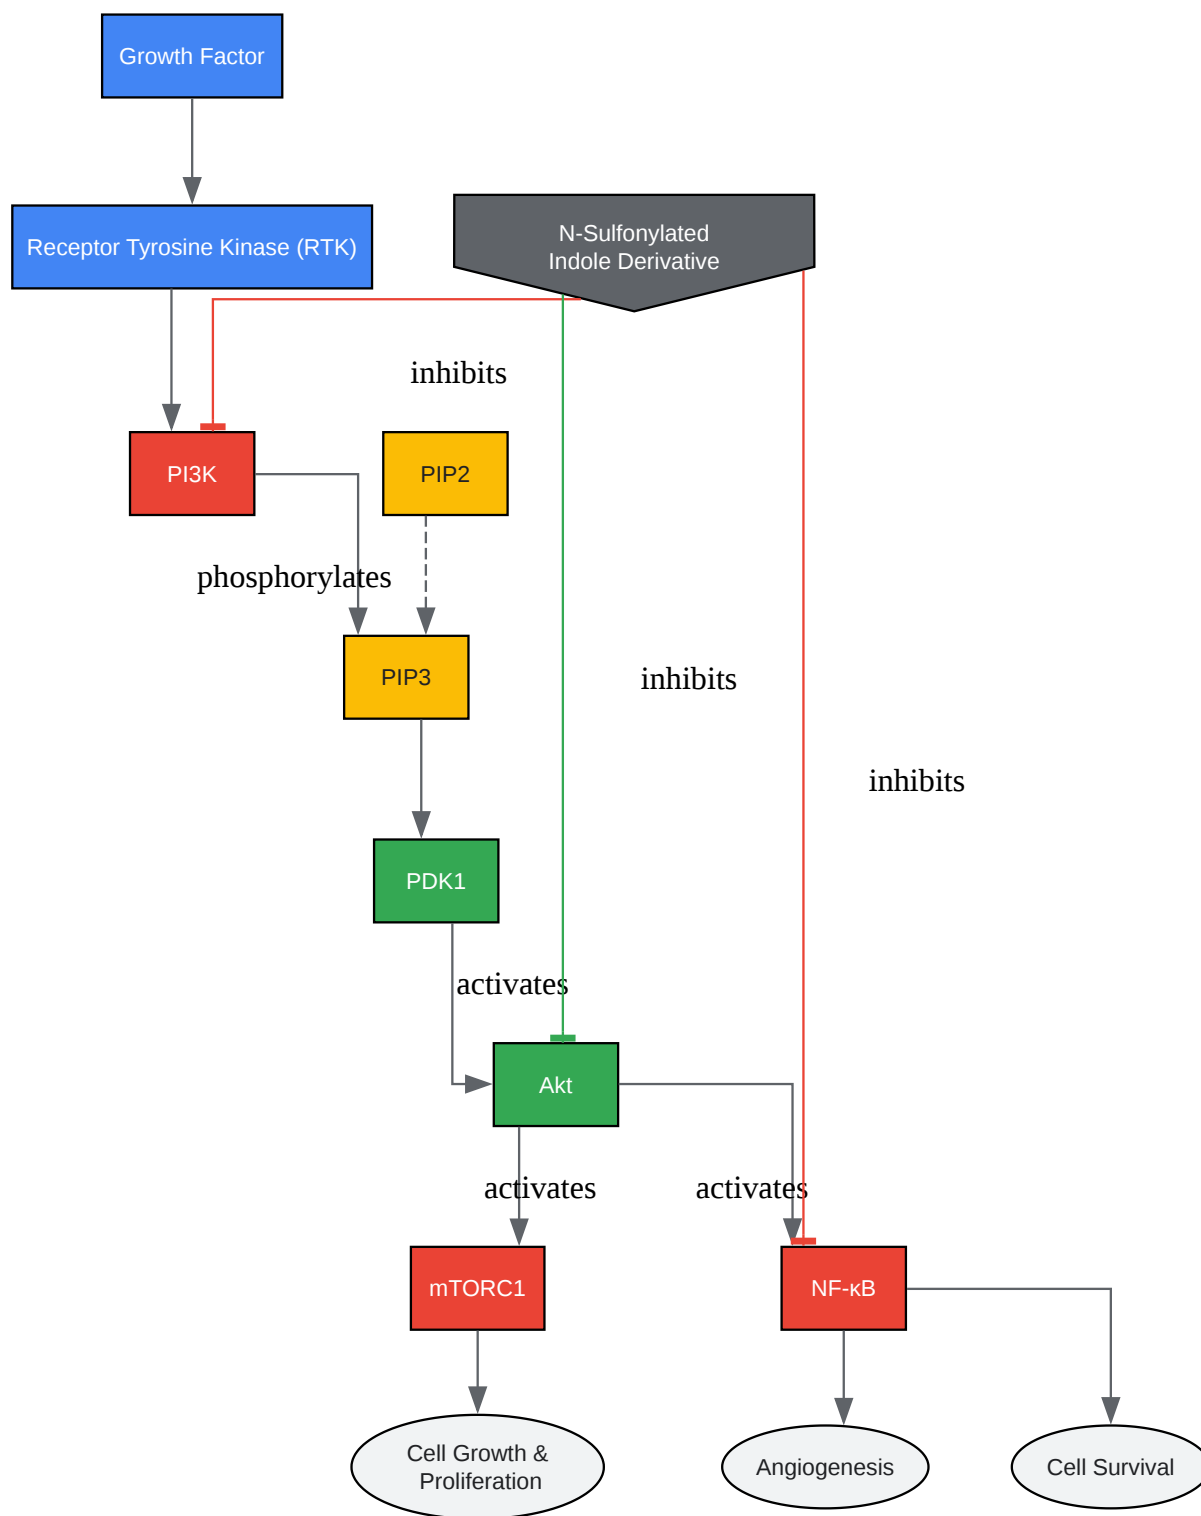 Growth Factor
Receptor Tyrosine Kinase (RTK)
N-Sulfonylated
Indole Derivative
inhibits
PI3K
PIP2
phosphorylates
PIP3
inhibits
inhibits
PDK1
activates
Akt
activates
activates
mTORC1
NF-κB
Cell Growth &
Proliferation
Angiogenesis
Cell Survival